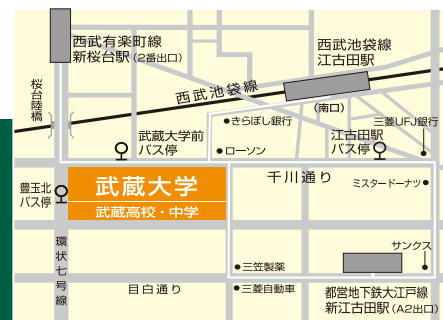 西武有楽町線
新桜台駅（2番出口）
西武池袋線
江古田駅
（南口）
桜台陸橋
西武池袋線
きらぼし銀行
三菱UFJ銀行
武蔵大学前
バス停
ローソン
江古田駅
バス停
千川通り
ミスタードーナツ
豊玉北
バス停
武蔵大学
武蔵高校・中学
環状七号線
サンクス
三笠製薬
目白通り
三菱自動車
都営地下鉄大江戸線
新江古田駅（A2出口）